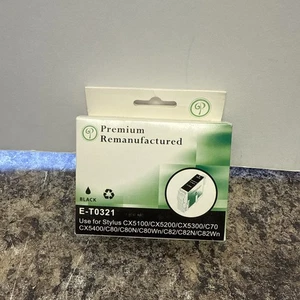 Premium
Remanufactured
BLACK
E-T0321
Use for Stylus CX5100/CX5200/CX5300/C70
CX5400/C80/C80N/C80Wn/C82/C82N/C82Wn